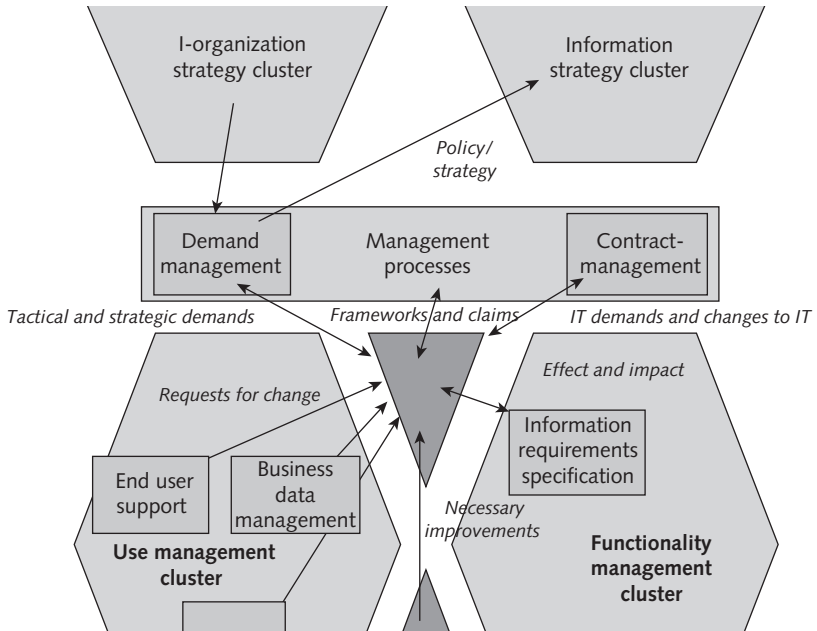 I-organization
strategy cluster
Information
strategy cluster
Policy/
strategy
Demand
management
Management
processes
Contract-
management
Tactical and strategic demands
Frameworks and claims
IT demands and changes to IT
Requests for change
Effect and impact
Information
requirements
specification
End user
support
Business
data
management
Necessary
improvements
Use management
cluster
Functionality
management
cluster